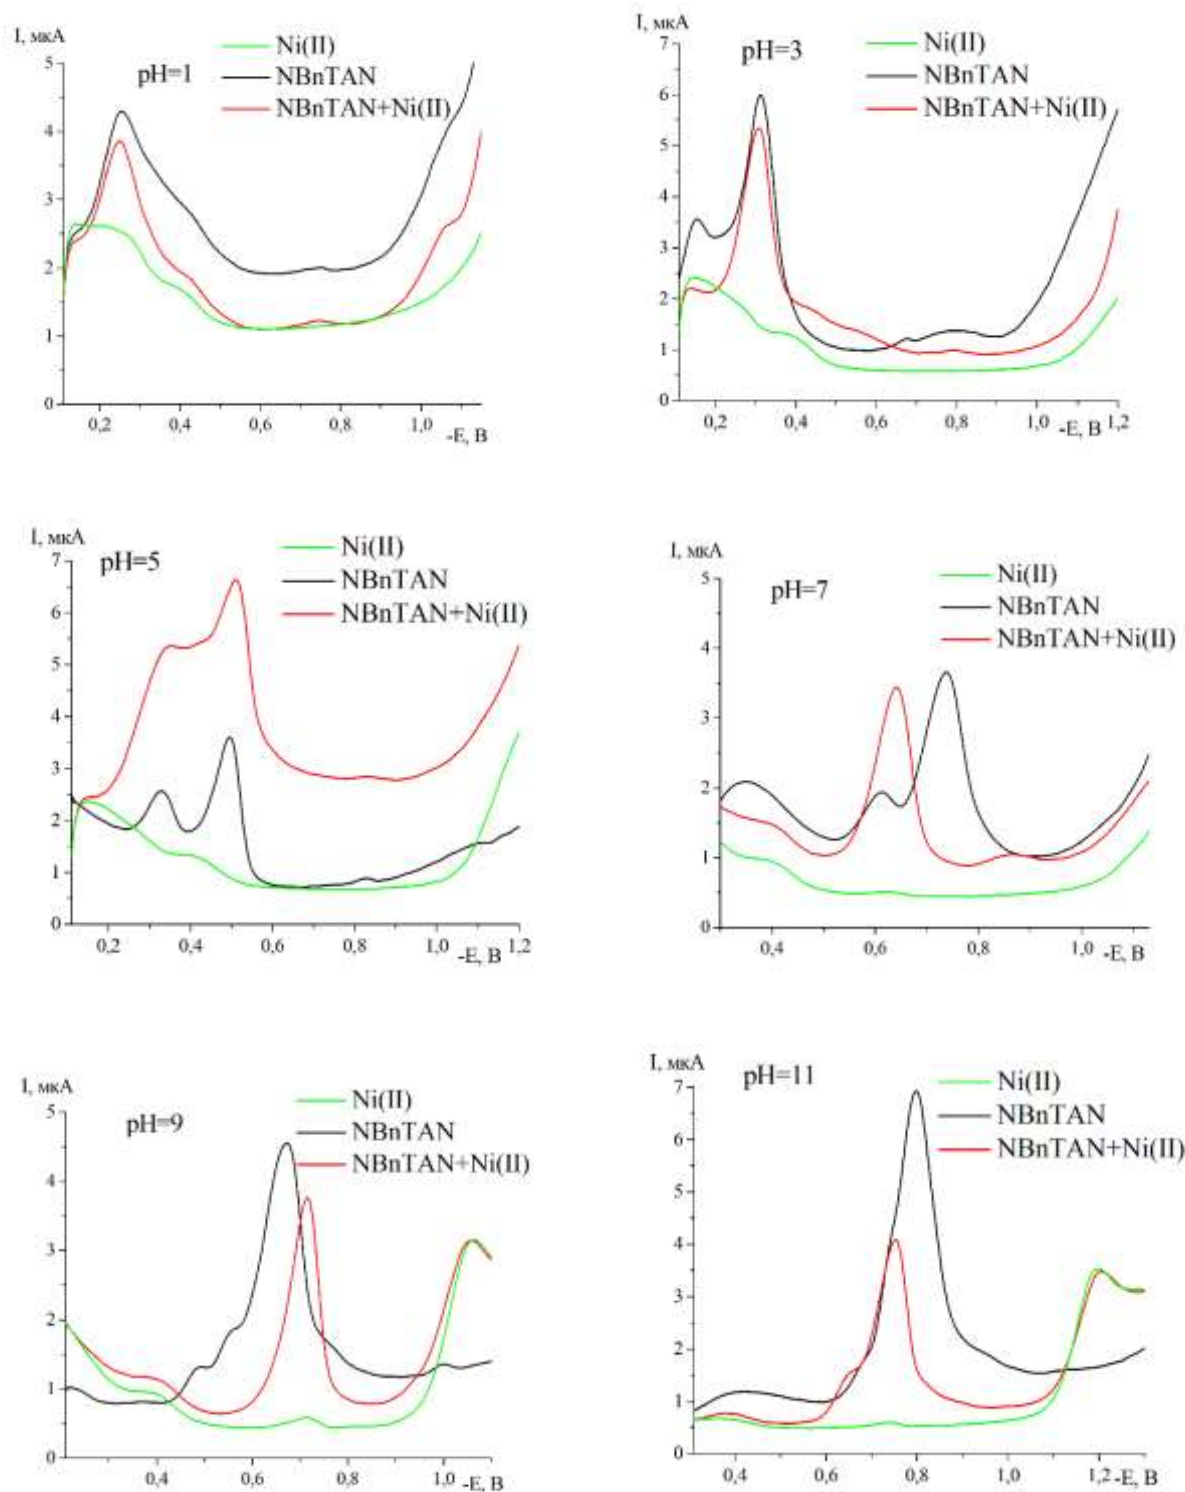 I, мкА
pH=1
Ni(II)
NBnTAN
NBnTAN+Ni(II)
5
4
3
2
1
0
0,2 0,4 0,6 0,8 1,0
-E, В
I, мкА
pH=3
Ni(II)
NBnTAN
NBnTAN+Ni(II)
7
6
5
4
3
2
1
0
0,2 0,4 0,6 0,8 1,0 1,2
-E, В
I, мкА
pH=5
Ni(II)
NBnTAN
NBnTAN+Ni(II)
7
6
5
4
3
2
1
0
0,2 0,4 0,6 0,8 1,0 1,2
-E, В
I, мкА
pH=7
Ni(II)
NBnTAN
NBnTAN+Ni(II)
5
4
3
2
1
0
0,4 0,6 0,8 1,0
-E, В
I, мкА
pH=9
Ni(II)
NBnTAN
NBnTAN+Ni(II)
5
4
3
2
1
0
0,4 0,6 0,8 1,0
-E, В
I, мкА
pH=11
Ni(II)
NBnTAN
NBnTAN+Ni(II)
7
6
5
4
3
2
1
0
0,4 0,6 0,8 1,0 1,2
-E, В